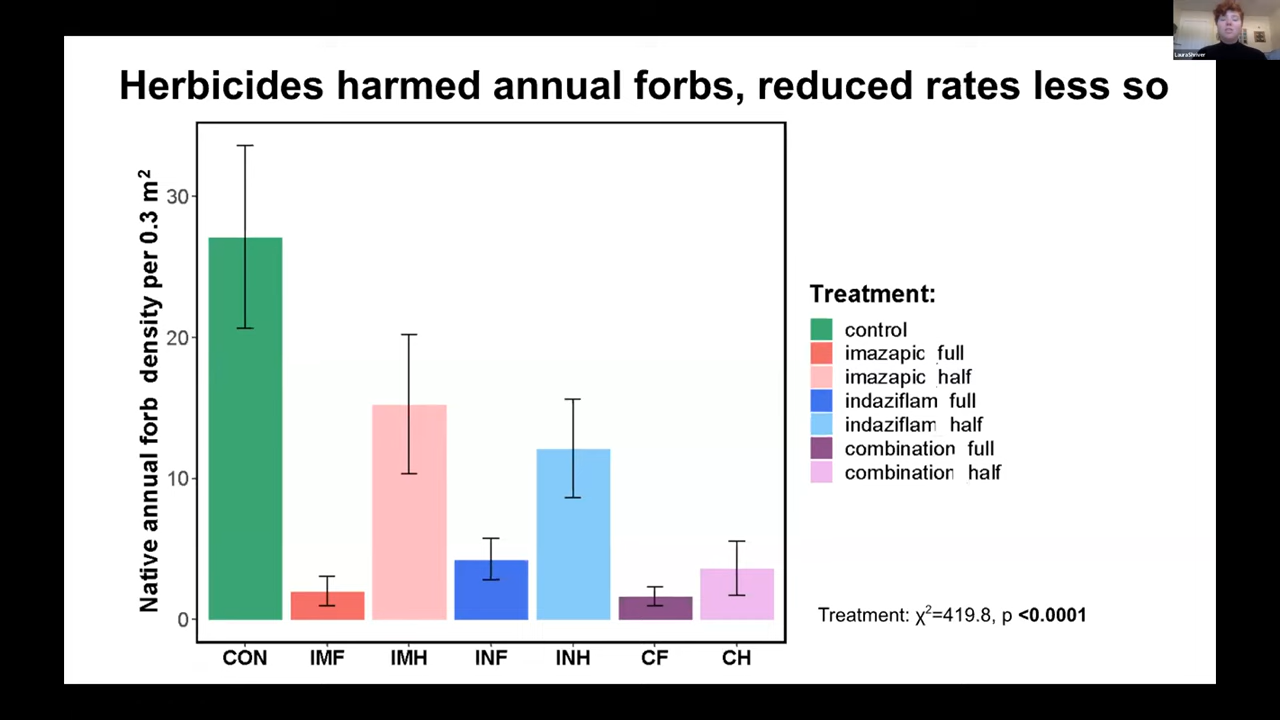 Herbicides harmed annual forbs, reduced rates less so
LauraShriver
Native annual forb density per 0.3 m²
30
20
10
0
CON IMF IMH INF INH CF CH
Treatment:
control
imazapic full
imazapic half
indaziflam full
indaziflam half
combination full
combination half
Treatment: χ²=419.8, p <0.0001